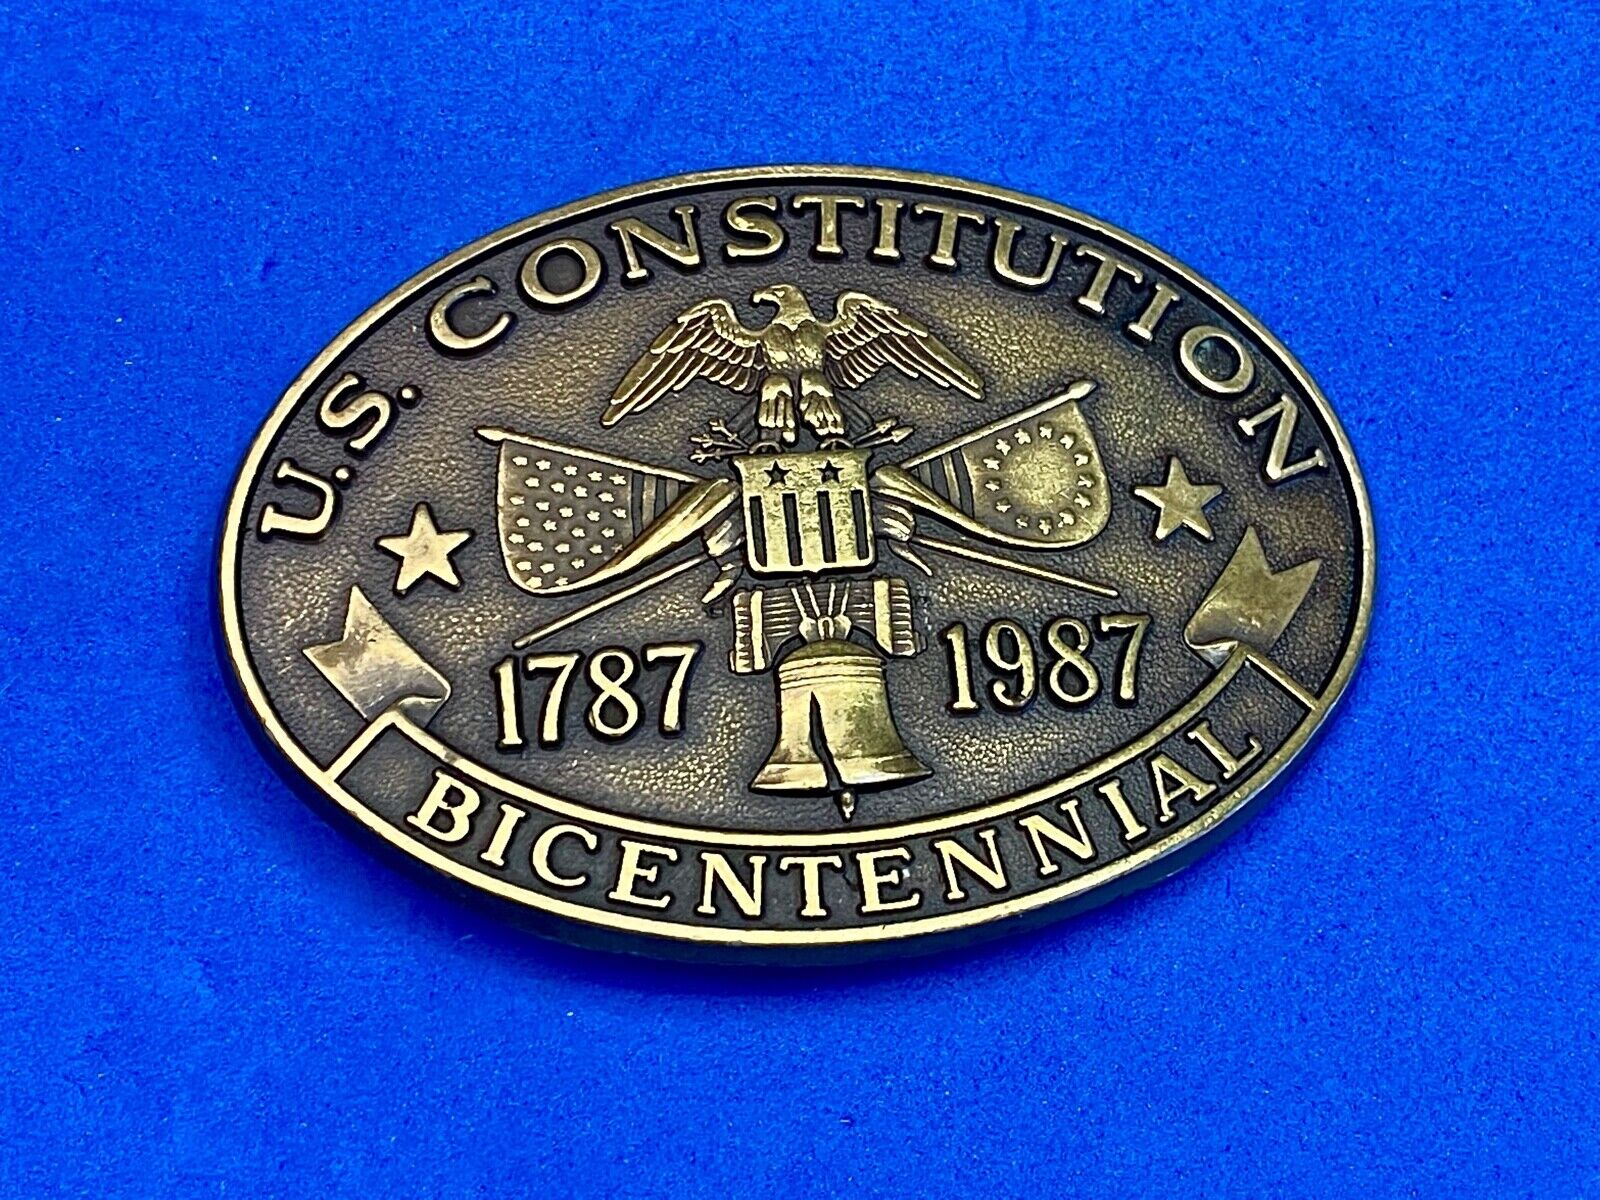 U.S. CONSTITUTION
1787 1987
BICENTENNIAL